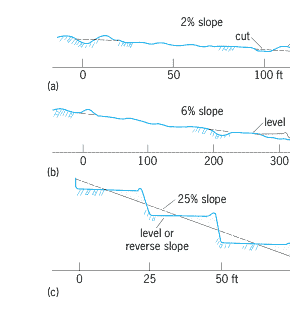 2% slope
cut
0 50 100 ft
(a)
6% slope
level
0 100 200 300
(b)
25% slope
level or
reverse slope
0 25 50 ft
(c)